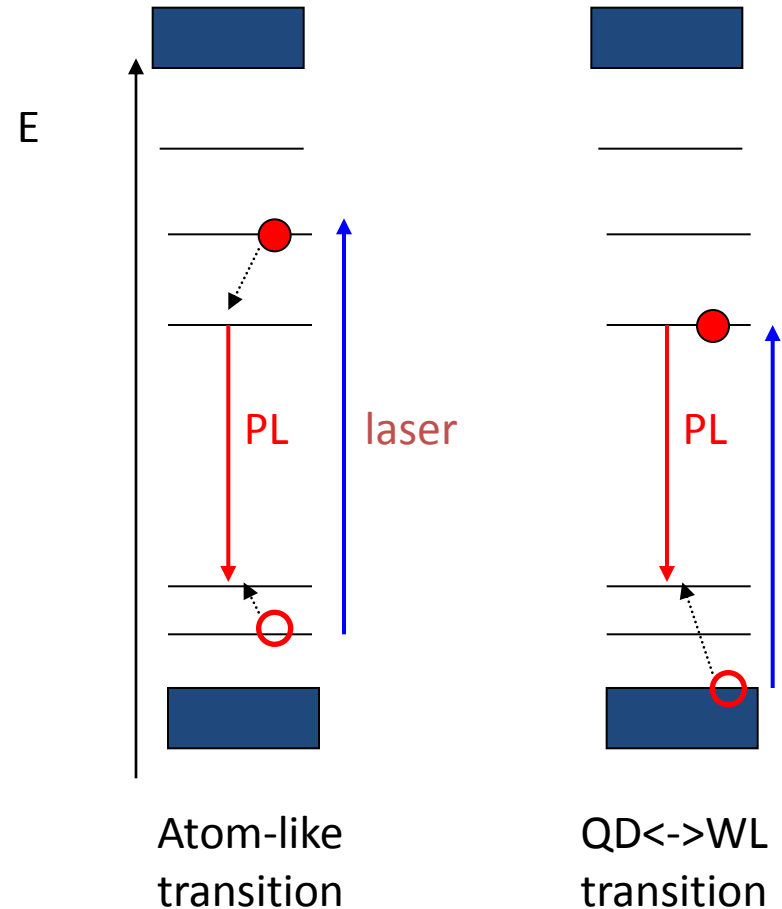 E
PL
laser
PL
Atom-like
transition
QD<->WL
transition